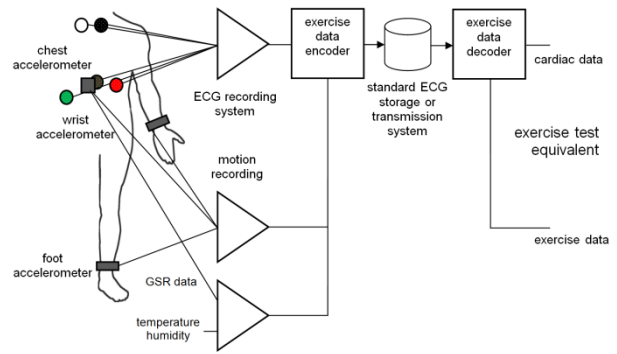 chest
accelerometer
wrist
accelerometer
foot
accelerometer
GSR data
temperature
humidity
ECG recording
system
motion
recording
exercise
data
encoder
standard ECG
storage or
transmission
system
exercise
data
decoder
cardiac data
exercise test
equivalent
exercise data